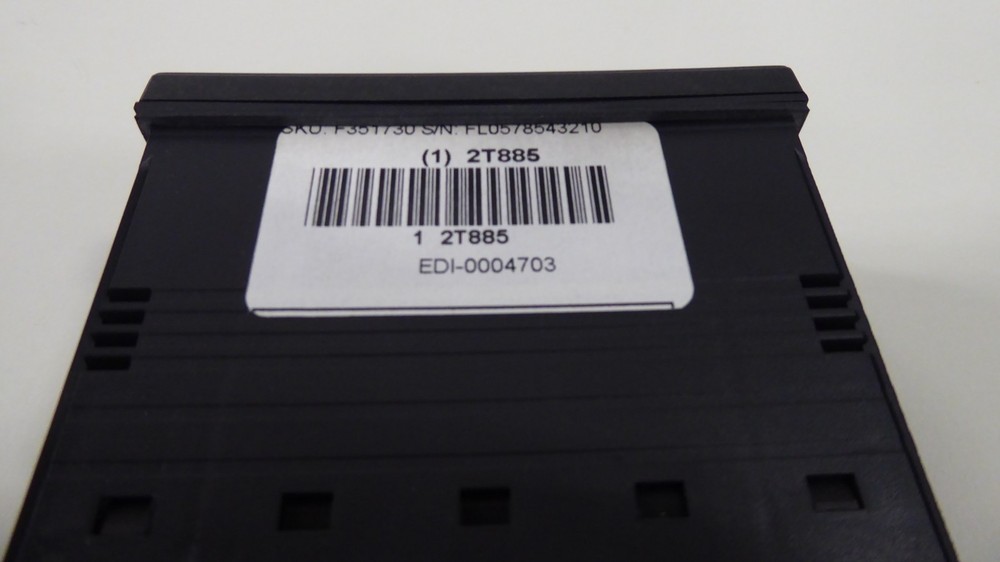 SKU: F351730 S/N: FL0578543210
(1) 2T885
1 2T885
EDI-0004703